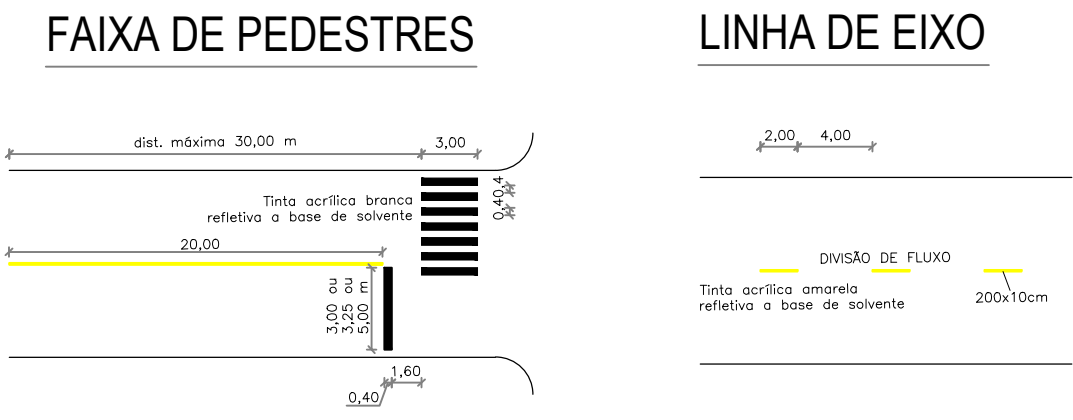 FAIXA DE PEDESTRES
LINHA DE EIXO
dist. máxima 30,00 m
3,00
Tinta acrílica branca
refletiva a base de solvente
0,40
0,4
20,00
3,00 ou
3,25 ou
5,00 m
1,60
0,40
2,00
4,00
DIVISÃO DE FLUXO
Tinta acrílica amarela
refletiva a base de solvente
200x10cm